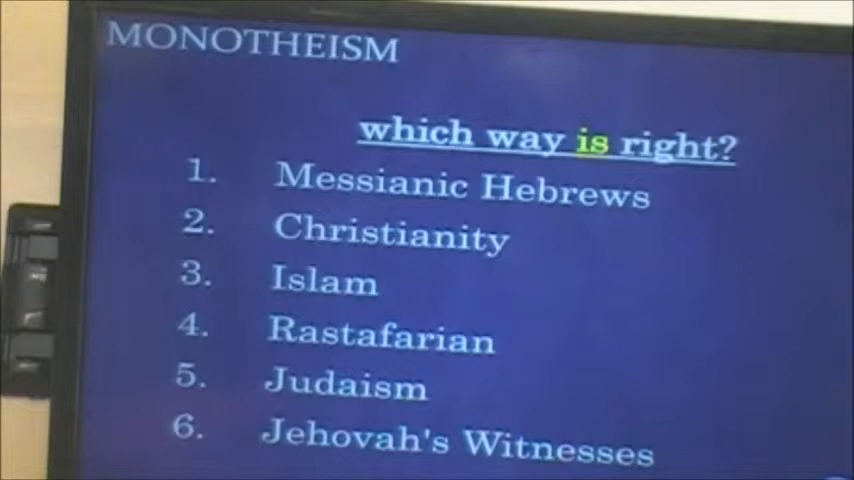 MONOTHEISM
which way is right?
1. Messianic Hebrews
2. Christianity
3. Islam
4. Rastafarian
5. Judaism
6. Jehovah's Witnesses